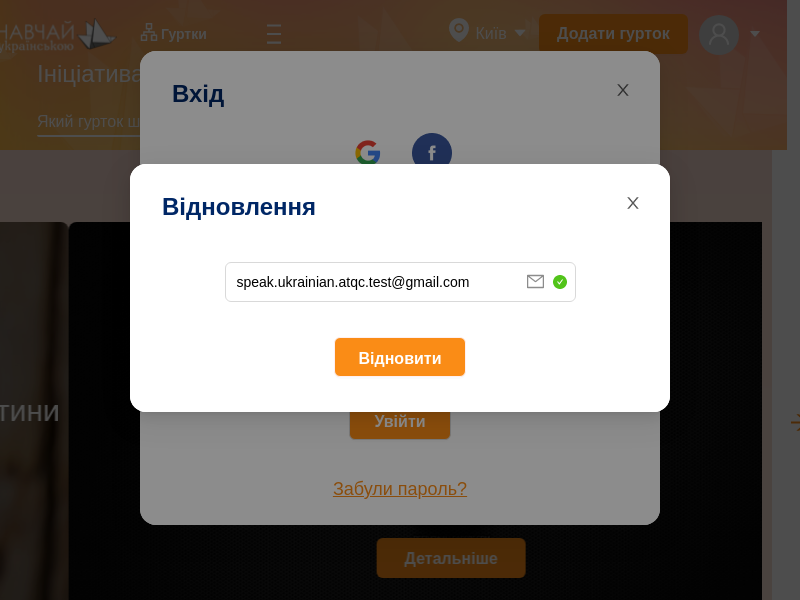 НАВЧАЙ
українською
Гуртки
Київ
Додати гурток
Ініціатива
Який гурток ш
Вхід
Відновлення
speak.ukrainian.atqc.test@gmail.com
Відновити
ТИНИ
Увійти
Забули пароль?
Детальніше